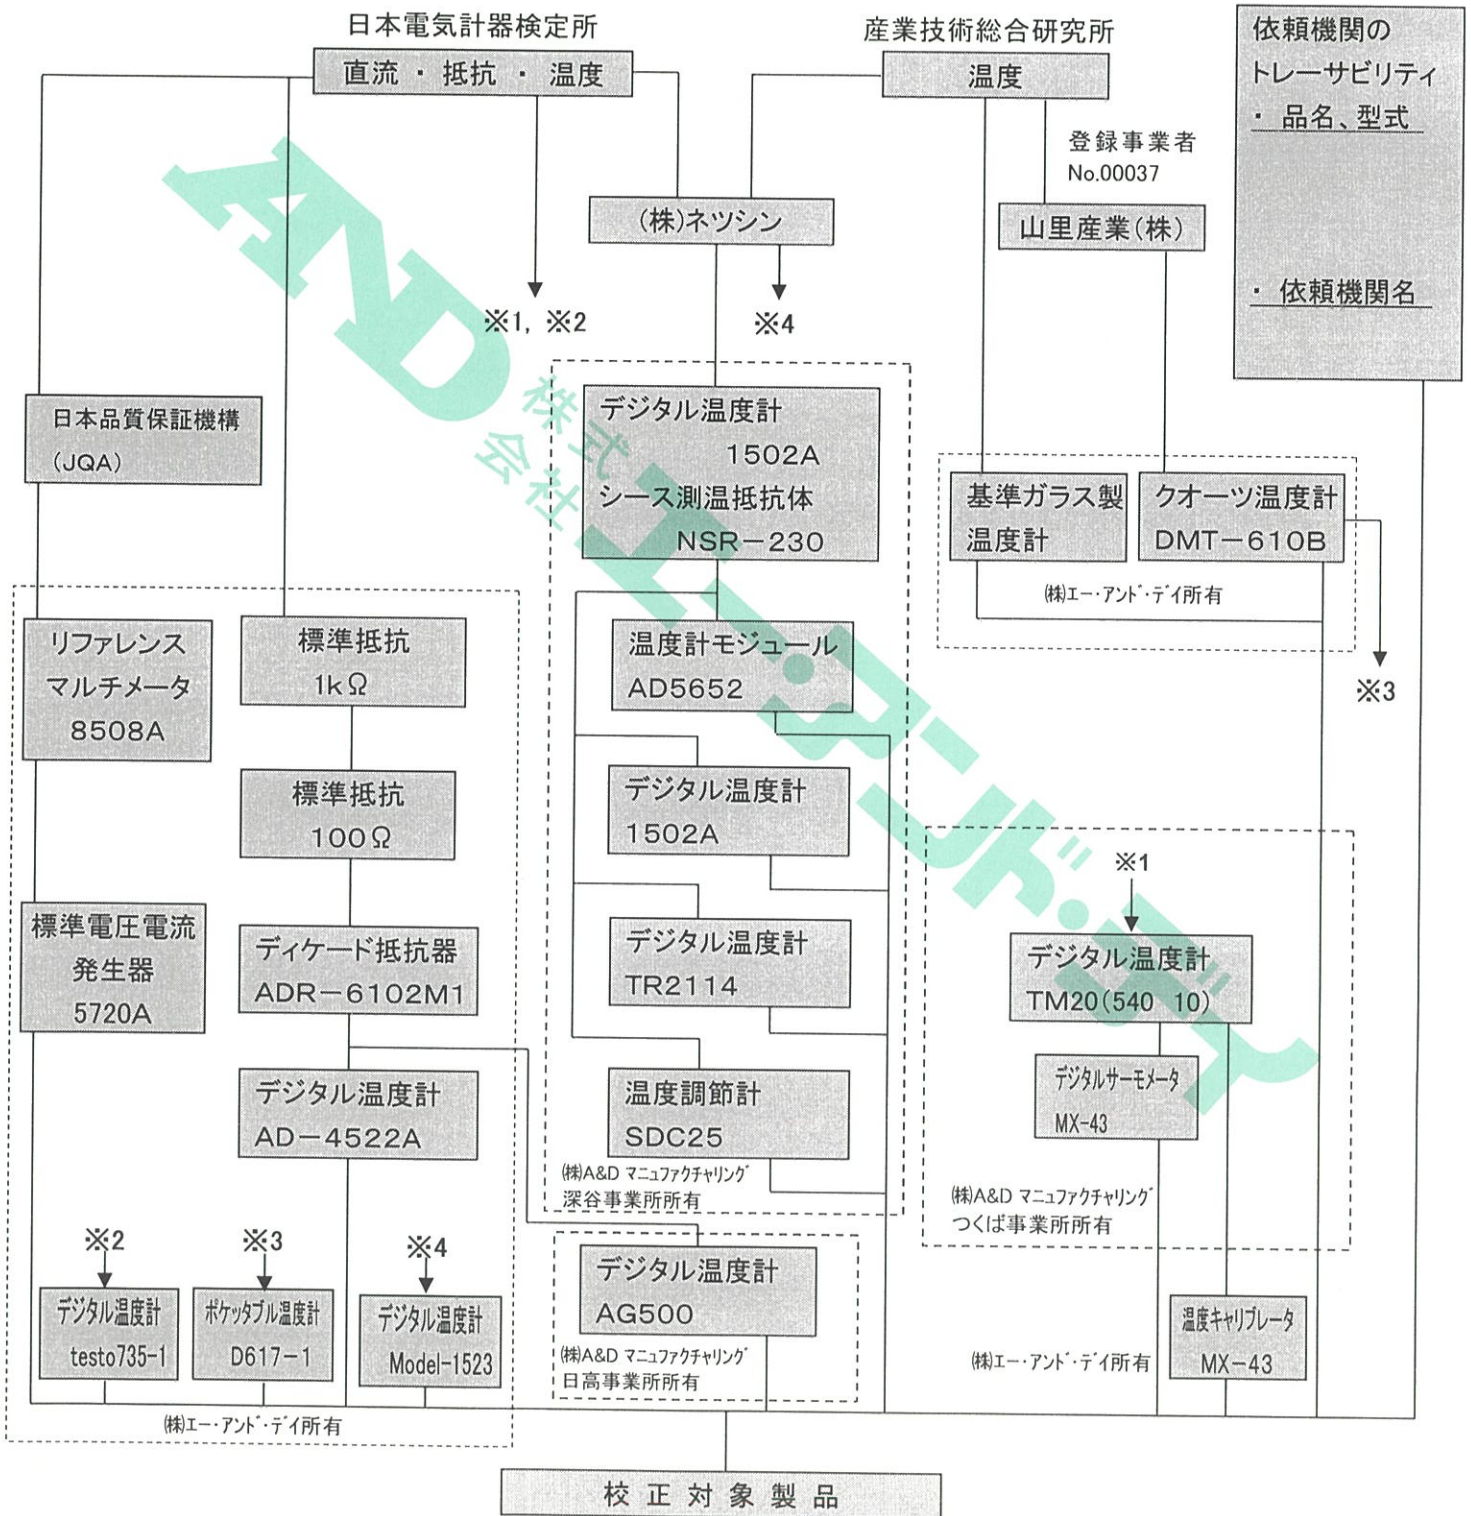 日本電気計器検定所
直流 ・ 抵抗 ・ 温度
産業技術総合研究所
温度
依頼機関の
トレーサビリティ
・ 品名、型式
・ 依頼機関名
登録事業者
No.00037
(株)ネツシン
山里産業(株)
※1, ※2
※4
日本品質保証機構
(JQA)
デジタル温度計
1502A
シース測温抵抗体
NSR-230
基準ガラス製
温度計
クオーツ温度計
DMT-610B
(株)エー・アンド・デイ所有
※3
リファレンス
マルチメータ
8508A
標準抵抗
1kΩ
温度計モジュール
AD5652
標準抵抗
100Ω
デジタル温度計
1502A
標準電圧電流
発生器
5720A
ディケード抵抗器
ADR-6102M1
デジタル温度計
TR2114
※1
デジタル温度計
TM20(540 10)
デジタル温度計
AD-4522A
温度調節計
SDC25
デジタルサーモメータ
MX-43
(株)A&D マニュファクチャリング
深谷事業所所有
(株)A&D マニュファクチャリング
つくば事業所所有
※2
※3
※4
デジタル温度計
testo735-1
ポケッタブル温度計
D617-1
デジタル温度計
Model-1523
デジタル温度計
AG500
(株)A&D マニュファクチャリング
日高事業所所有
(株)エー・アンド・デイ所有
温度キャリブレータ
MX-43
(株)エー・アンド・デイ所有
校正対象製品
AND 株式会社 エー・アンド・デイ